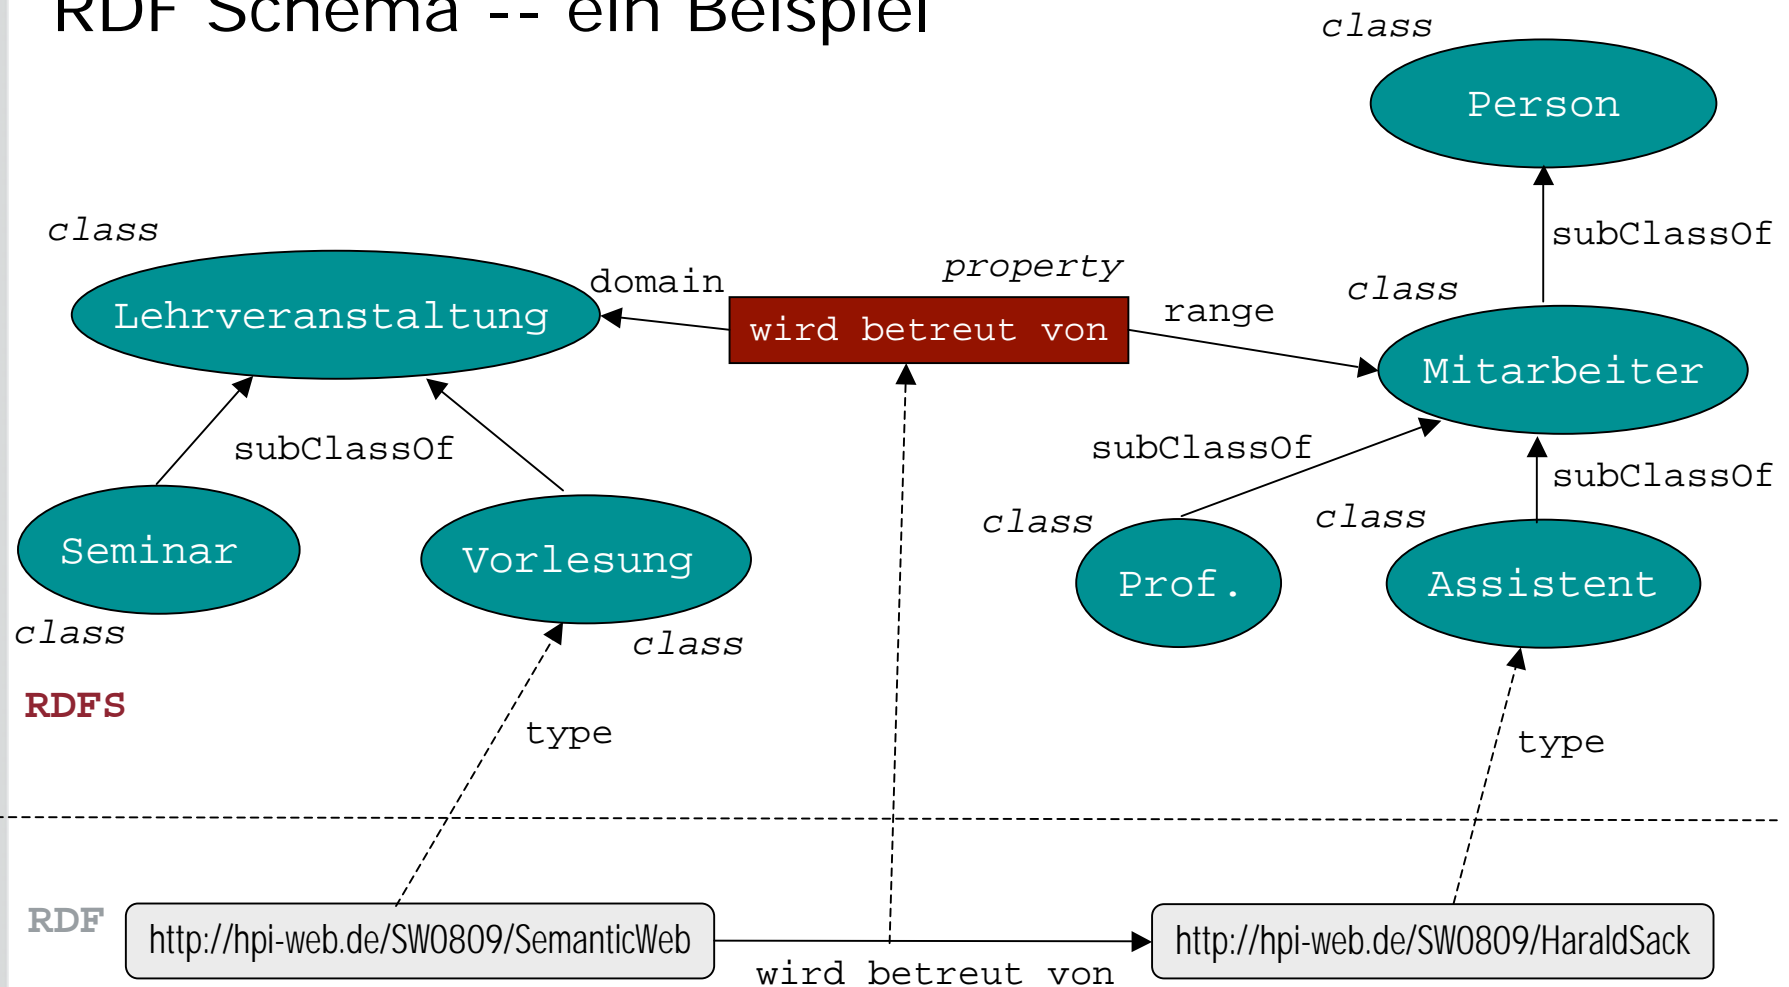 RDF Schema -- ein Beispiel
class
Person
subClassOf
class
Lehrveranstaltung
domain
property
wird betreut von
range
class
Mitarbeiter
subClassOf
subClassOf
subClassOf
class
Seminar
class
Vorlesung
class
Prof.
class
Assistent
class
RDFS
type
type
RDF
http://hpi-web.de/SW0809/SemanticWeb
wird betreut von
http://hpi-web.de/SW0809/HaraldSack